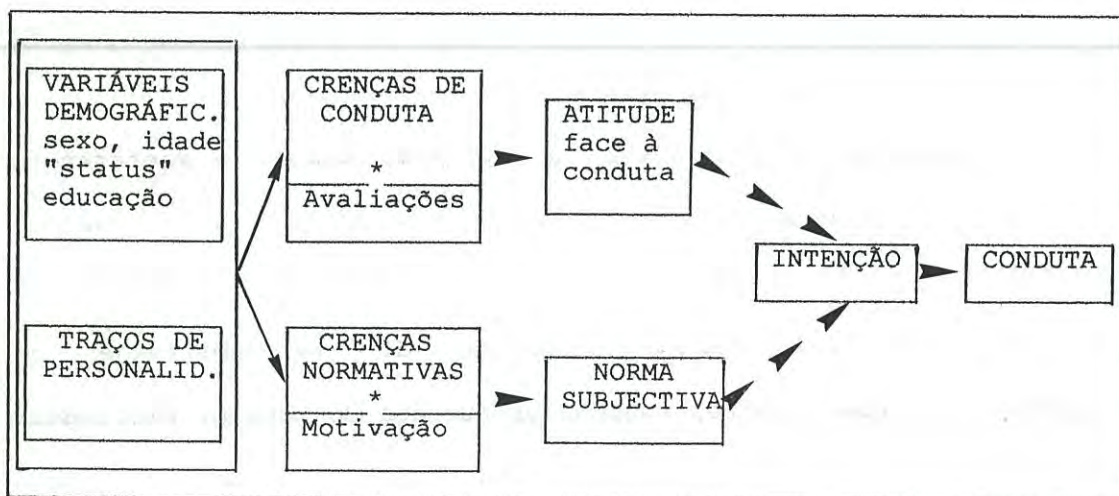 VARIÁVEIS
DEMOGRÁFIC.
sexo, idade
"status"
educação
TRAÇOS DE
PERSONALID.
CRENÇAS DE
CONDUTA
*
Avaliações
CRENÇAS
NORMATIVAS
*
Motivação
ATITUDE
face à
conduta
NORMA
SUBJECTIVA
INTENÇÃO
CONDUTA